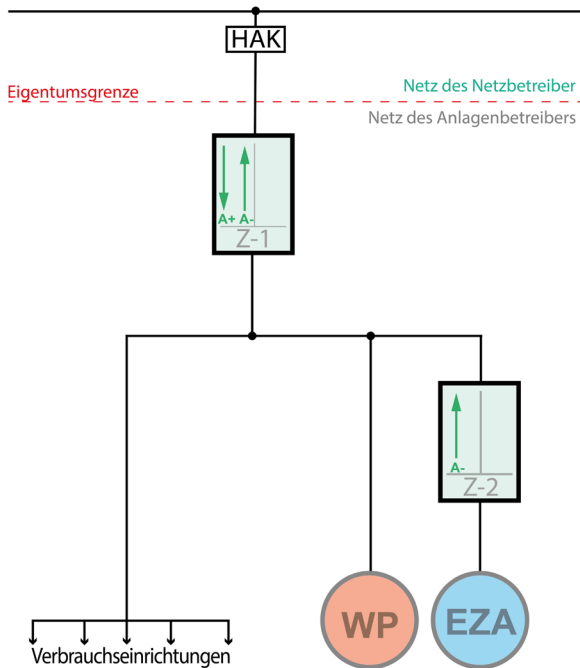 HAK
Eigentumsgrenze
Netz des Netzbetreiber
Netz des Anlagenbetreibers
A+ A-
Z-1
A-
Z-2
WP
EZA
Verbrauchseinrichtungen